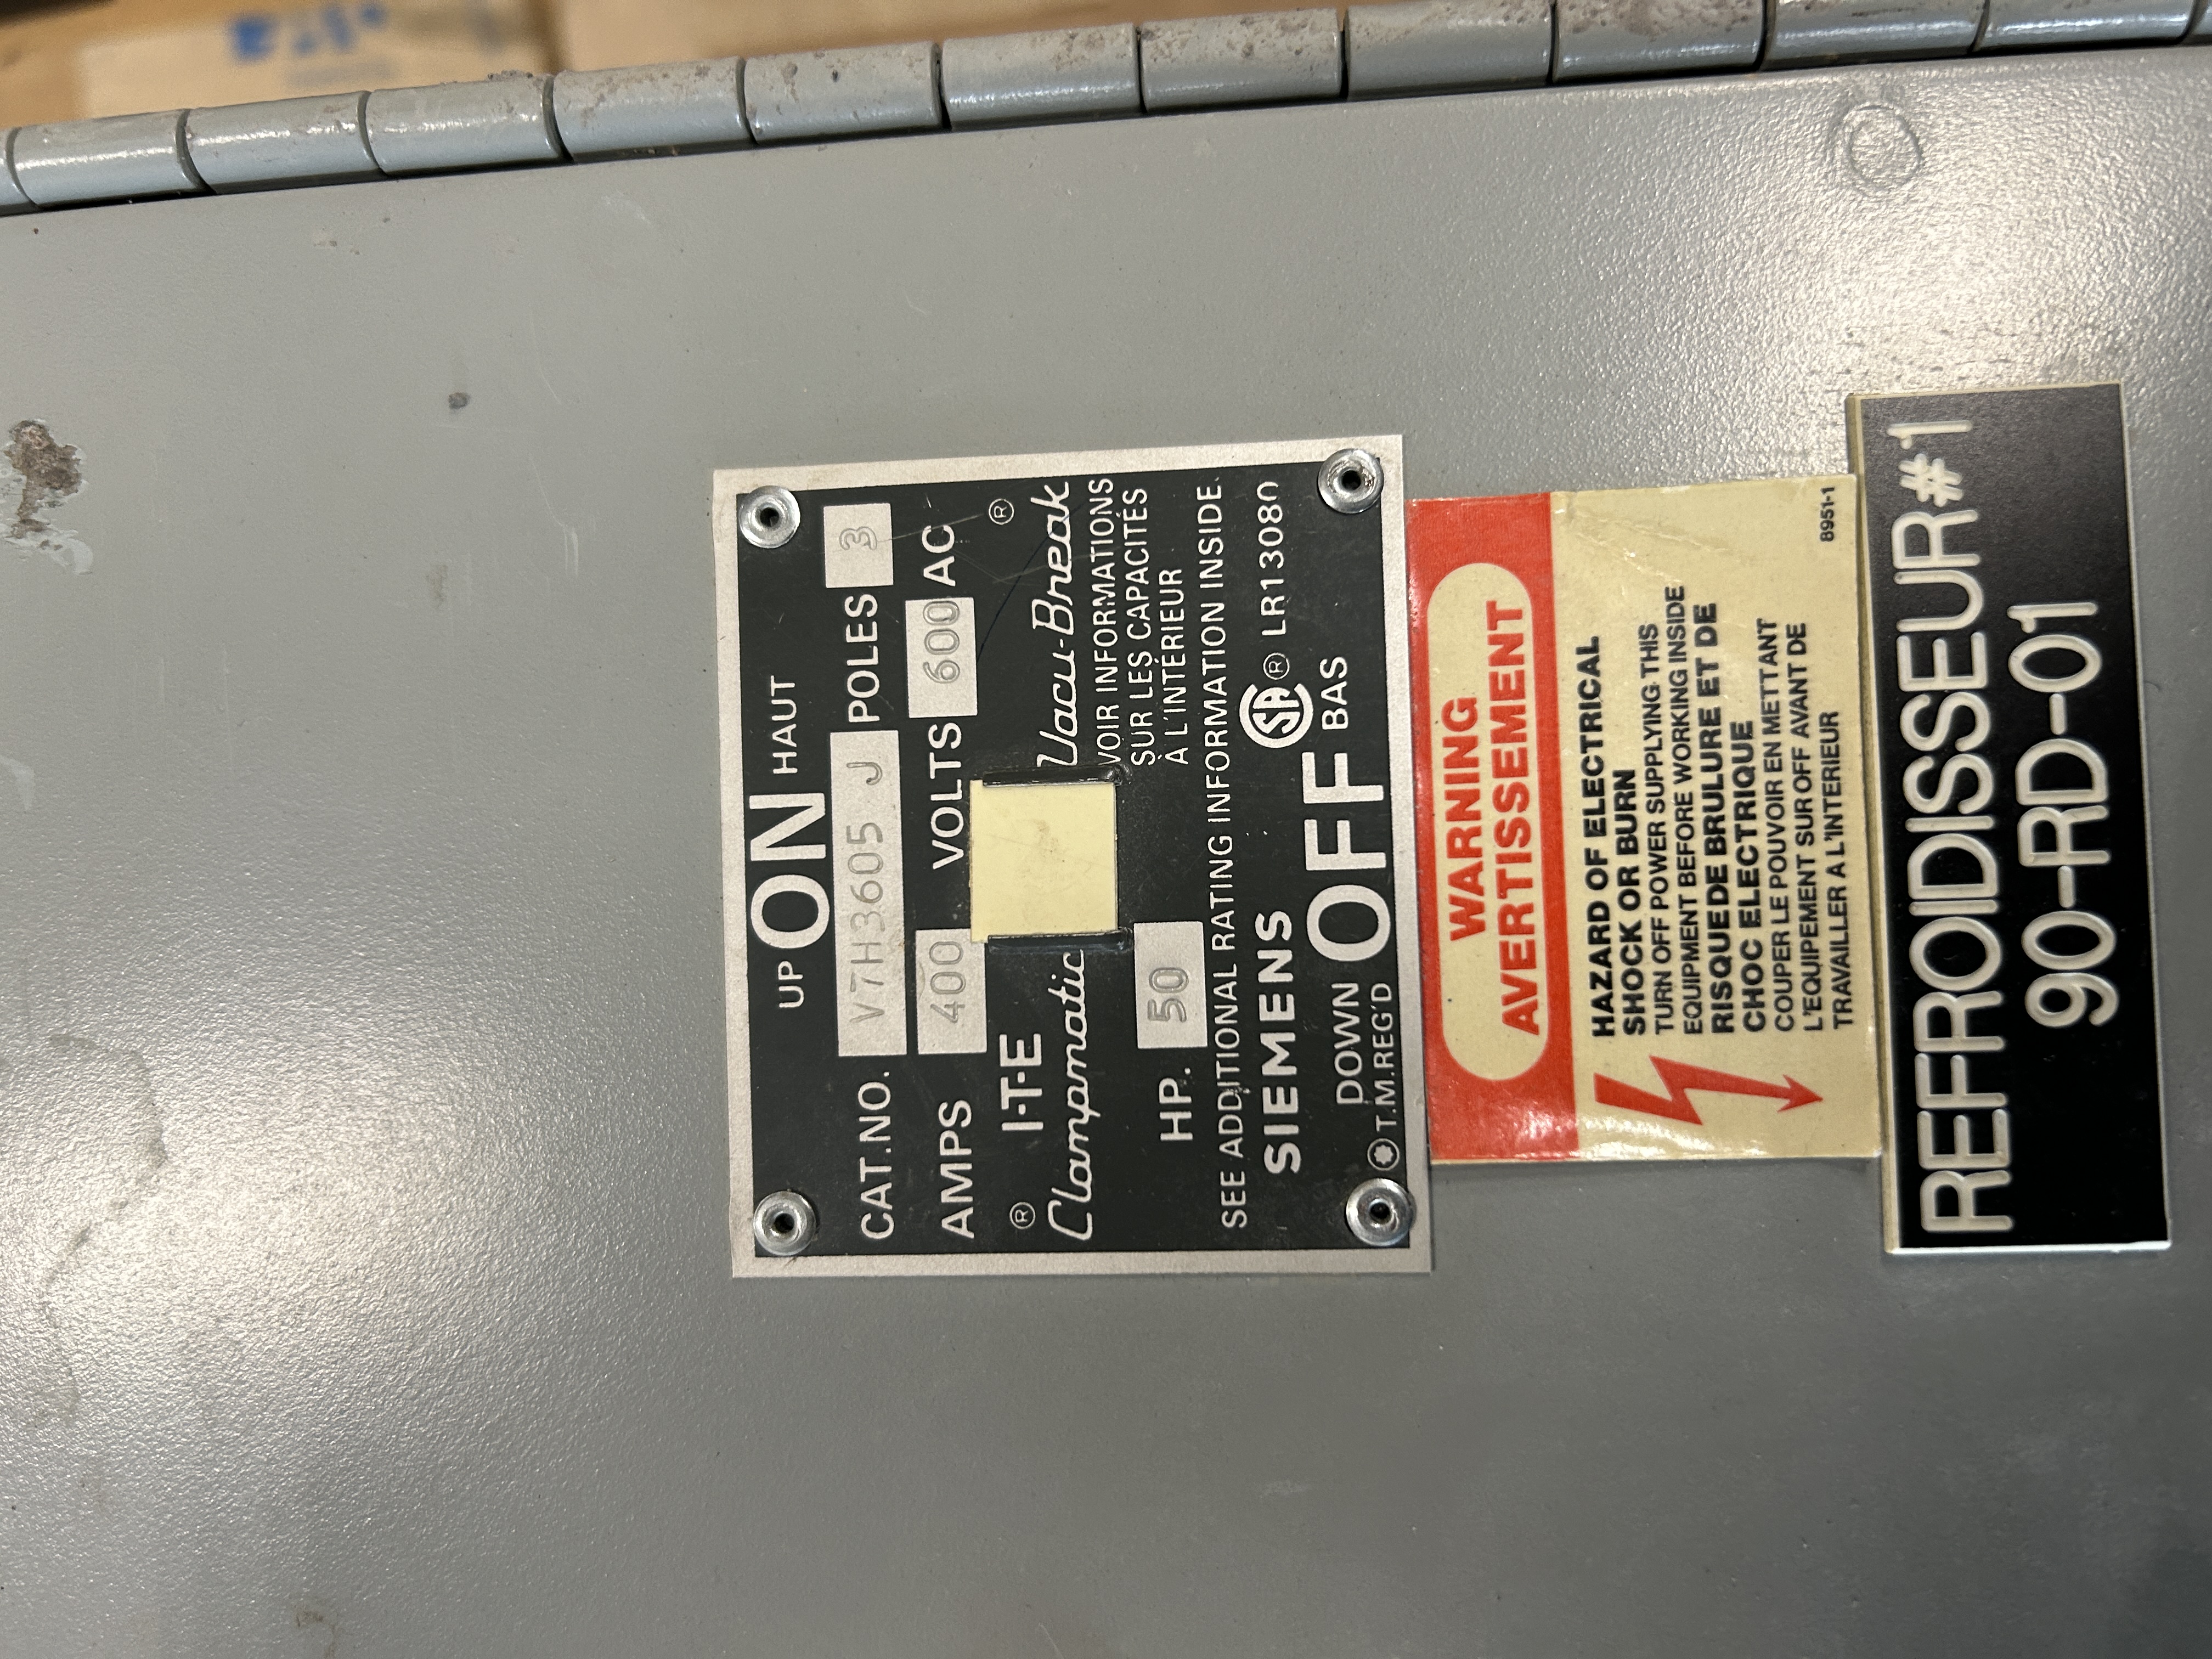 UP ON HAUT
CAT.NO. V7H3605 J POLES 3
AMPS 400 VOLTS 600 AC
I-T-E
® Clampmatic Vacu-Break ®
VOIR INFORMATIONS
SUR LES CAPACITÉS
HP. 50 À L'INTÉRIEUR
SEE ADDITIONAL RATING INFORMATION INSIDE.
SIEMENS SA ® LR13080
DOWN OFF BAS
T.M.REG'D
WARNING
AVERTISSEMENT
HAZARD OF ELECTRICAL
SHOCK OR BURN
TURN OFF POWER SUPPLYING THIS
EQUIPMENT BEFORE WORKING INSIDE
RISQUE DE BRULURE ET DE
CHOC ELECTRIQUE
COUPER LE POUVOIR EN METTANT
L'EQUIPEMENT SUR OFF AVANT DE
TRAVAILLER A L'INTERIEUR
8951-1
REFROIDISSEUR #1
90-RD-01